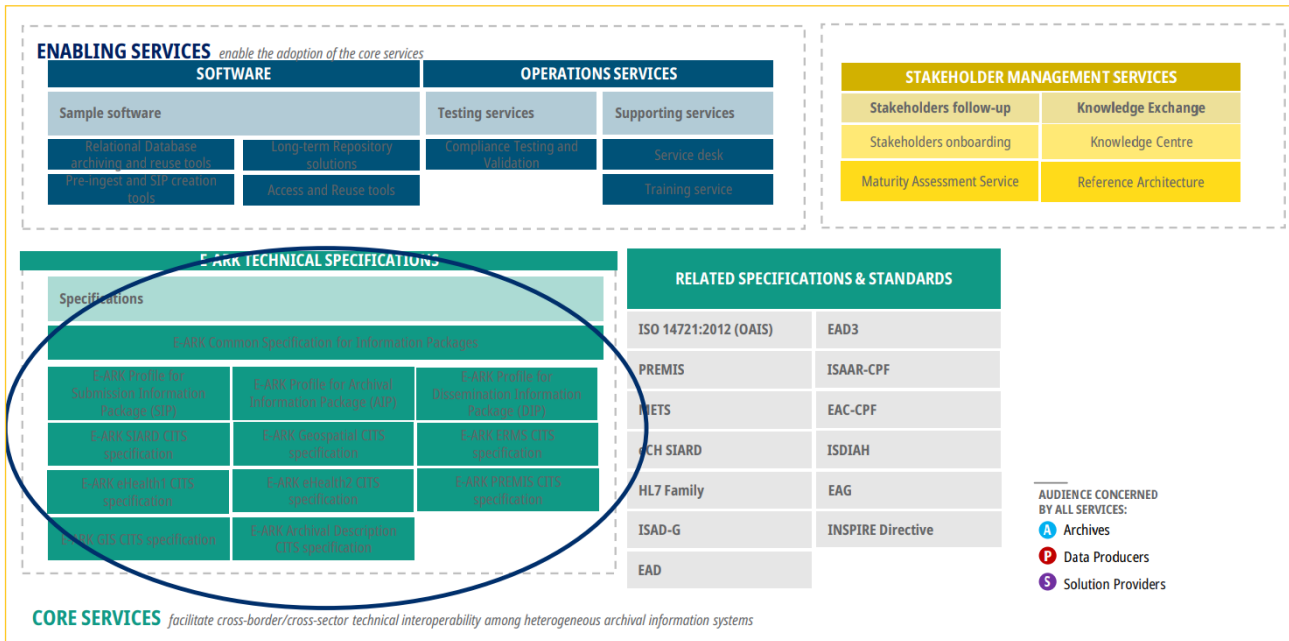 ENABLING SERVICES enable the adoption of the core services
SOFTWARE
OPERATIONS SERVICES
Sample software
Testing services
Supporting services
Relational Database
archiving and reuse tools
Long-term Repository
solutions
Compliance Testing and
Validation
Service desk
Pre-ingest and SIP creation
tools
Access and Reuse tools
Training service
STAKEHOLDER MANAGEMENT SERVICES
Stakeholders follow-up
Knowledge Exchange
Stakeholders onboarding
Knowledge Centre
Maturity Assessment Service
Reference Architecture
E-ARK TECHNICAL SPECIFICATIONS
Specifications
E-ARK Common Specification for Information Packages
E-ARK Profile for
Submission Information
Package (SIP)
E-ARK Profile for Archival
Information Package (AIP)
E-ARK Profile for
Dissemination Information
Package (DIP)
E-ARK SIARD CITS
specification
E-ARK Geospatial CITS
specification
E-ARK ERMS CITS
specification
E-ARK eHealth1 CITS
specification
E-ARK eHealth2 CITS
specification
E-ARK PREMIS CITS
specification
E-ARK GIS CITS specification
E-ARK Archival Description
CITS specification
RELATED SPECIFICATIONS & STANDARDS
ISO 14721:2012 (OAIS)
EAD3
PREMIS
ISAAR-CPF
METS
EAC-CPF
eCH SIARD
ISDIAH
HL7 Family
EAG
ISAD-G
INSPIRE Directive
EAD
AUDIENCE CONCERNED
BY ALL SERVICES:
A Archives
P Data Producers
S Solution Providers
CORE SERVICES facilitate cross-border/cross-sector technical interoperability among heterogeneous archival information systems